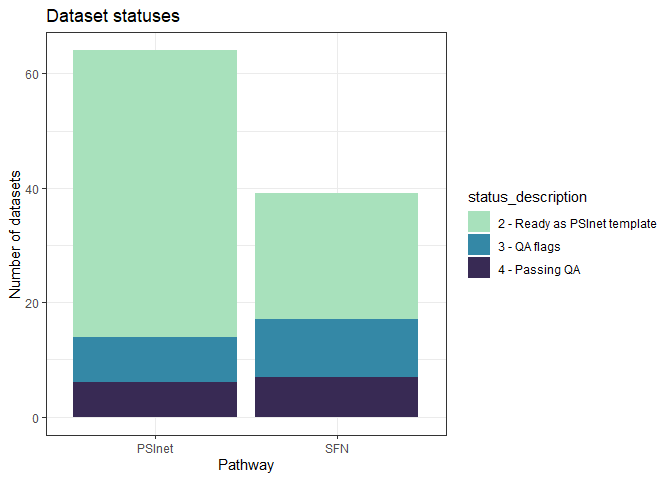 Dataset statuses
Number of datasets
60
40
20
0
PSInet
SFN
Pathway
status_description
2 - Ready as PSInet template
3 - QA flags
4 - Passing QA